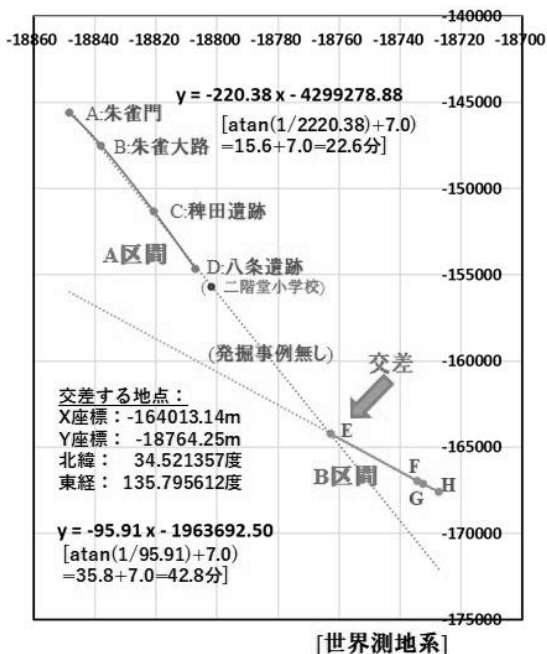 -140000
-18860 -18840 -18820 -18800 -18780 -18760 -18740 -18720 -18700
y = -220.38 x - 4299278.88
[atan(1/2220.38)+7.0)
=15.6+7.0=22.6分]
A:朱雀門
-145000
B:朱雀大路
-150000
C:稗田遺跡
A区間
D:八条遺跡
-155000
(　二階堂小学校)
(発掘事例無し)
交差
-160000
交差する地点：
X座標：-164013.14m
Y座標： -18764.25m
北緯： 34.521357度
東経： 135.795612度
E
-165000
B区間
F
G
H
y = -95.91 x - 1963692.50
[atan(1/95.91)+7.0)
=35.8+7.0=42.8分]
-170000
-175000
[世界測地系]